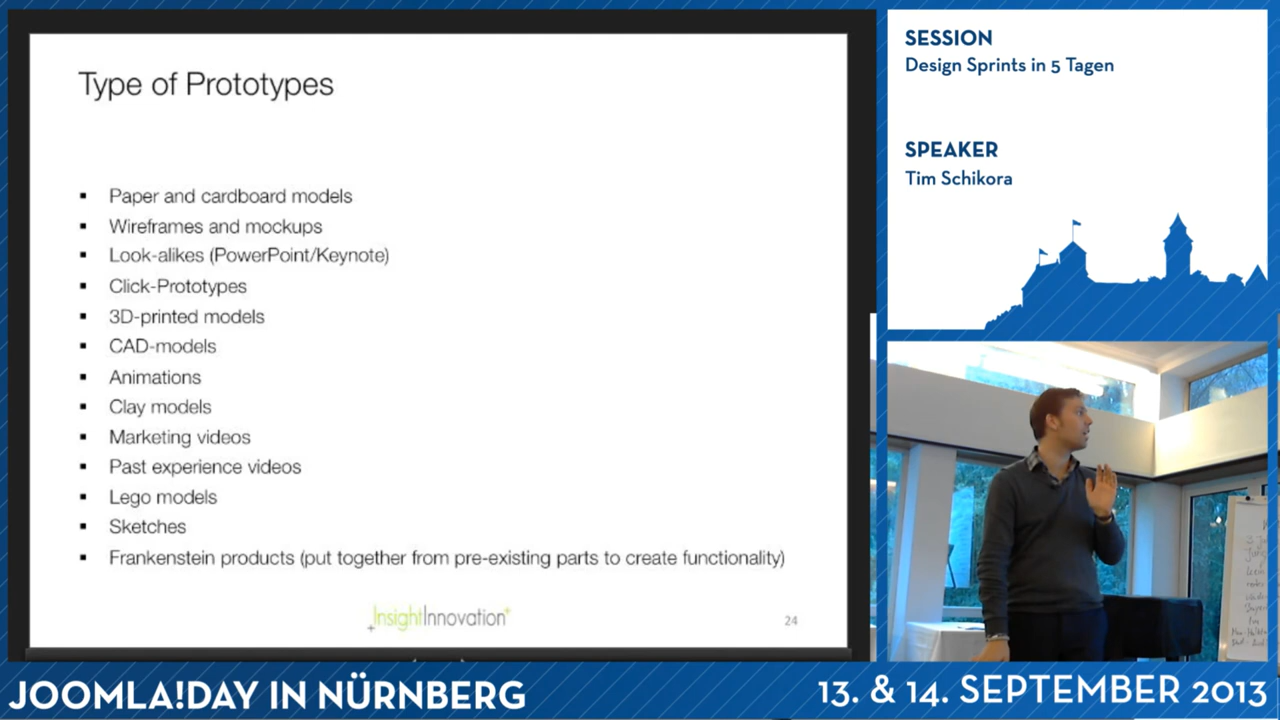 Type of Prototypes
▪ Paper and cardboard models
▪ Wireframes and mockups
▪ Look-alikes (PowerPoint/Keynote)
▪ Click-Prototypes
▪ 3D-printed models
▪ CAD-models
▪ Animations
▪ Clay models
▪ Marketing videos
▪ Past experience videos
▪ Lego models
▪ Sketches
▪ Frankenstein products (put together from pre-existing parts to create functionality)
InsightInnovation
24
SESSION
Design Sprints in 5 Tagen
SPEAKER
Tim Schikora
JOOMLA!DAY IN NÜRNBERG
13. & 14. SEPTEMBER 2013